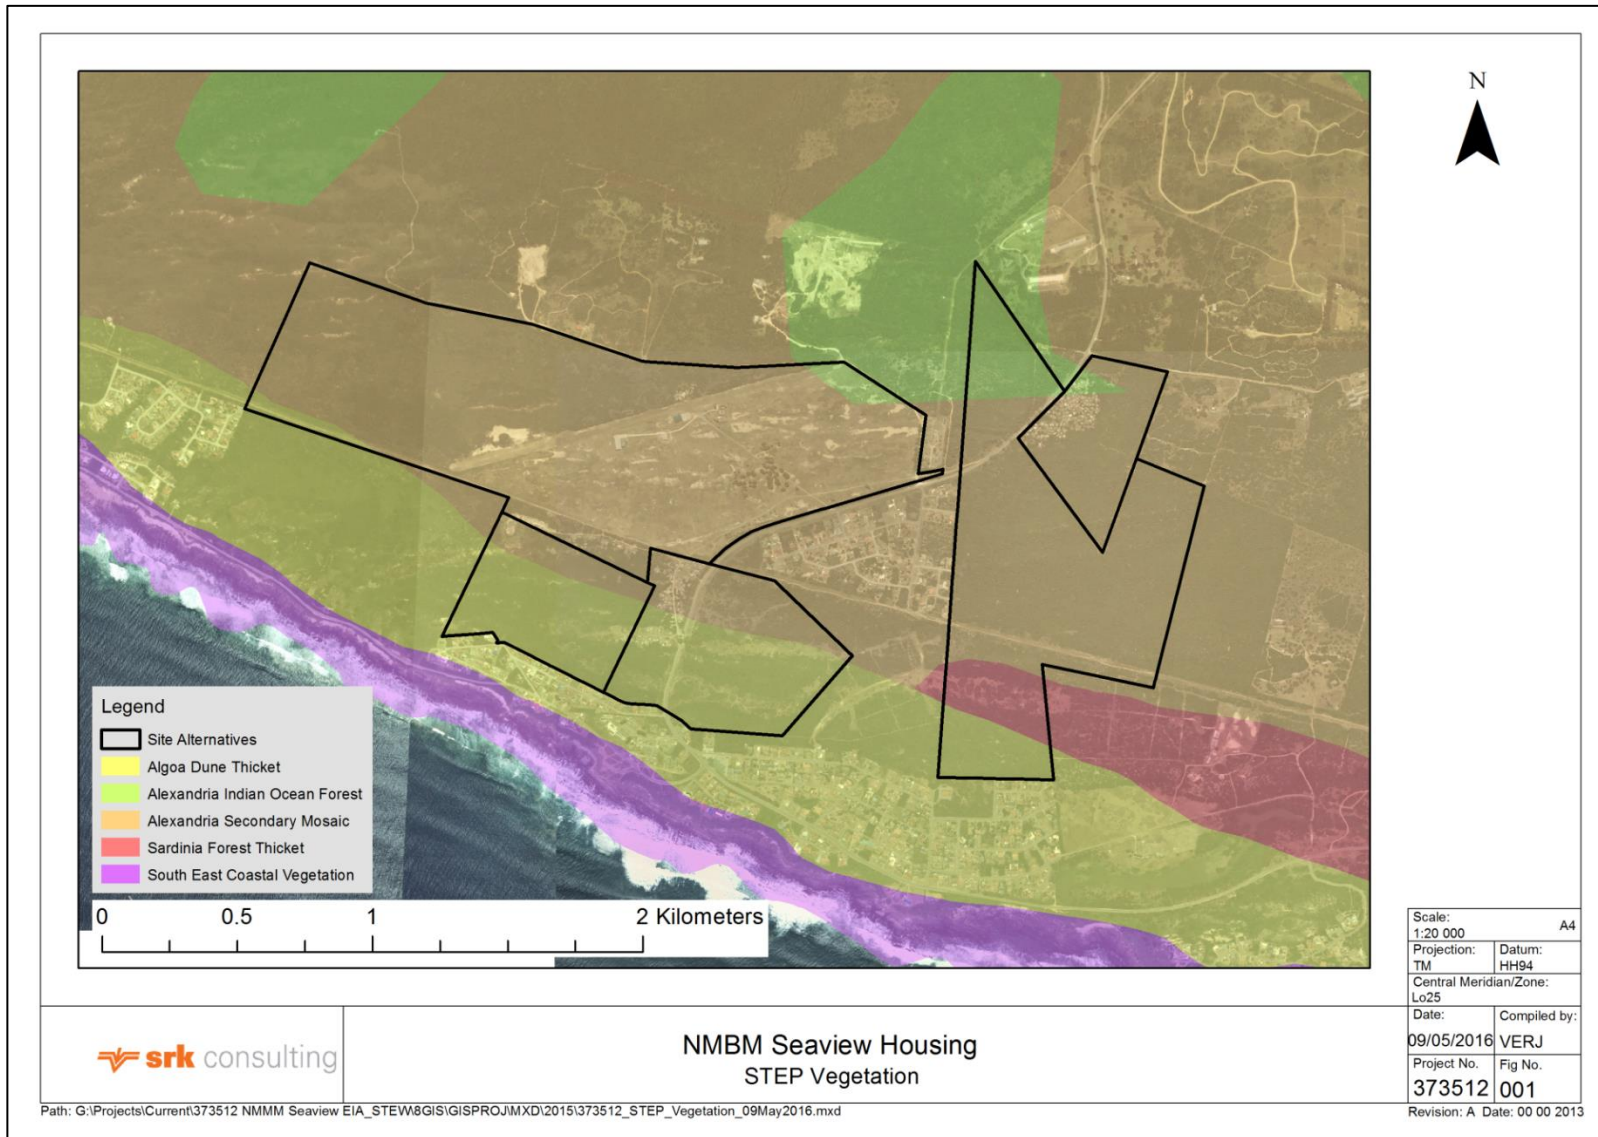 N
Legend
Site Alternatives
Algoa Dune Thicket
Alexandria Indian Ocean Forest
Alexandria Secondary Mosaic
Sardinia Forest Thicket
South East Coastal Vegetation
0 0.5 1 2 Kilometers
Scale:
1:20 000 A4
Projection: Datum:
TM HH94
Central Meridian/Zone:
Lo25
Date: Compiled by:
09/05/2016 VERJ
Project No. Fig No.
373512 001
srk consulting
NMBM Seaview Housing
STEP Vegetation
Path: G:\Projects\Current\373512 NMMM Seaview EIA_STEW\8GIS\GISPROJ\MXD\2015\373512_STEP_Vegetation_09May2016.mxd
Revision: A Date: 00 00 2013